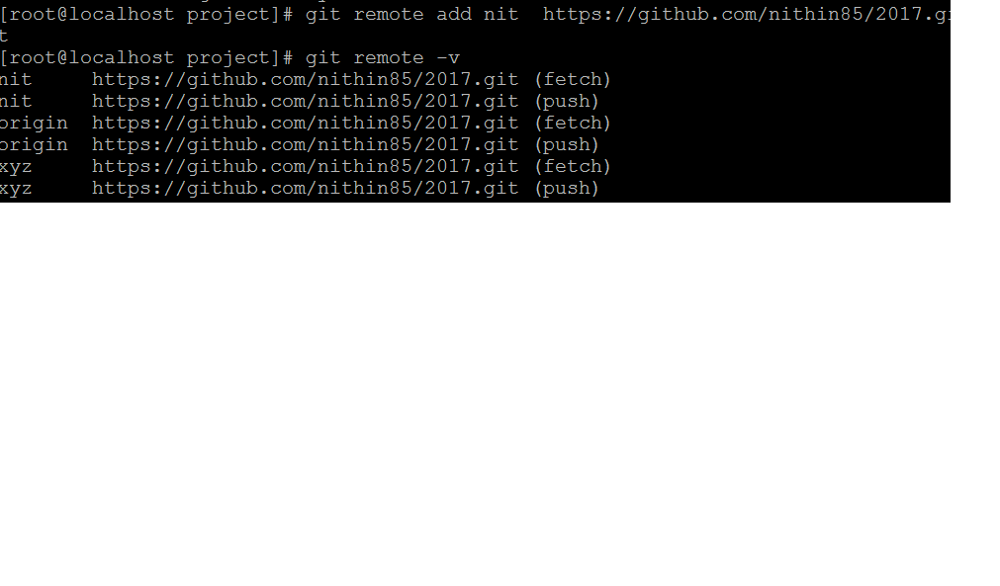 [root@localhost project]# git remote add nit  https://github.com/nithin85/2017.gi
t
[root@localhost project]# git remote -v
nit     https://github.com/nithin85/2017.git (fetch)
nit     https://github.com/nithin85/2017.git (push)
origin  https://github.com/nithin85/2017.git (fetch)
origin  https://github.com/nithin85/2017.git (push)
xyz     https://github.com/nithin85/2017.git (fetch)
xyz     https://github.com/nithin85/2017.git (push)